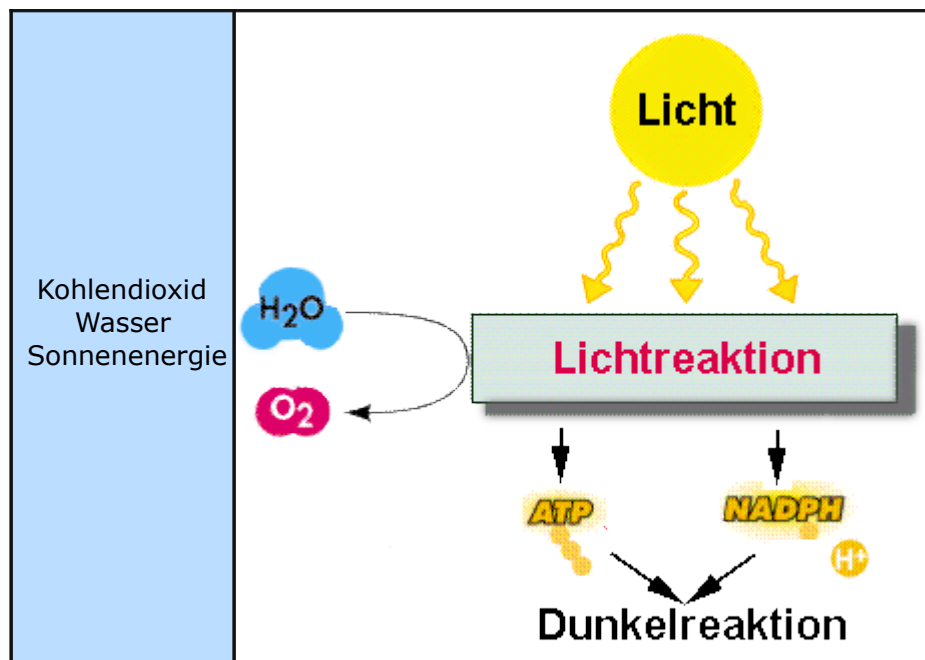 Kohlendioxid
Wasser
Sonnenenergie
Licht
H2O
Lichtreaktion
O2
ATP
NADPH
H+
Dunkelreaktion